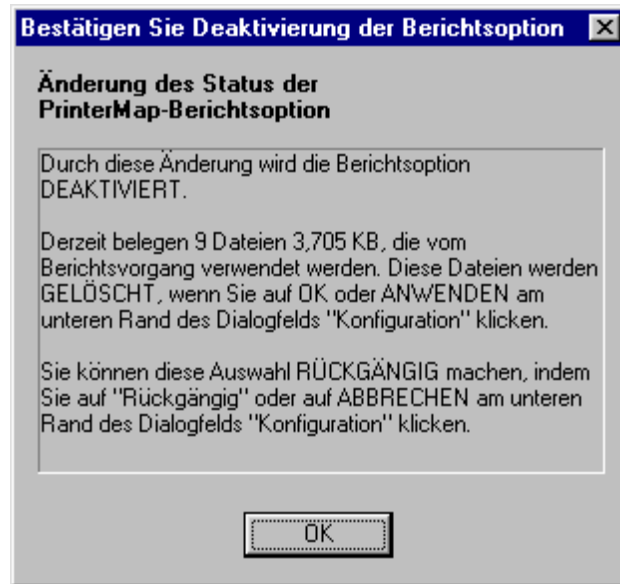 Bestätigen Sie Deaktivierung der Berichtsoption
Änderung des Status der
PrinterMap-Berichtsoption
Durch diese Änderung wird die Berichtsoption
DEAKTIVIERT.
Derzeit belegen 9 Dateien 3,705 KB, die vom
Berichtsvorgang verwendet werden. Diese Dateien werden
GELÖSCHT, wenn Sie auf OK oder ANWENDEN am
unteren Rand des Dialogfelds "Konfiguration" klicken.
Sie können diese Auswahl RÜCKGÄNGIG machen, indem
Sie auf "Rückgängig" oder auf ABBRECHEN am unteren
Rand des Dialogfelds "Konfiguration" klicken.
OK